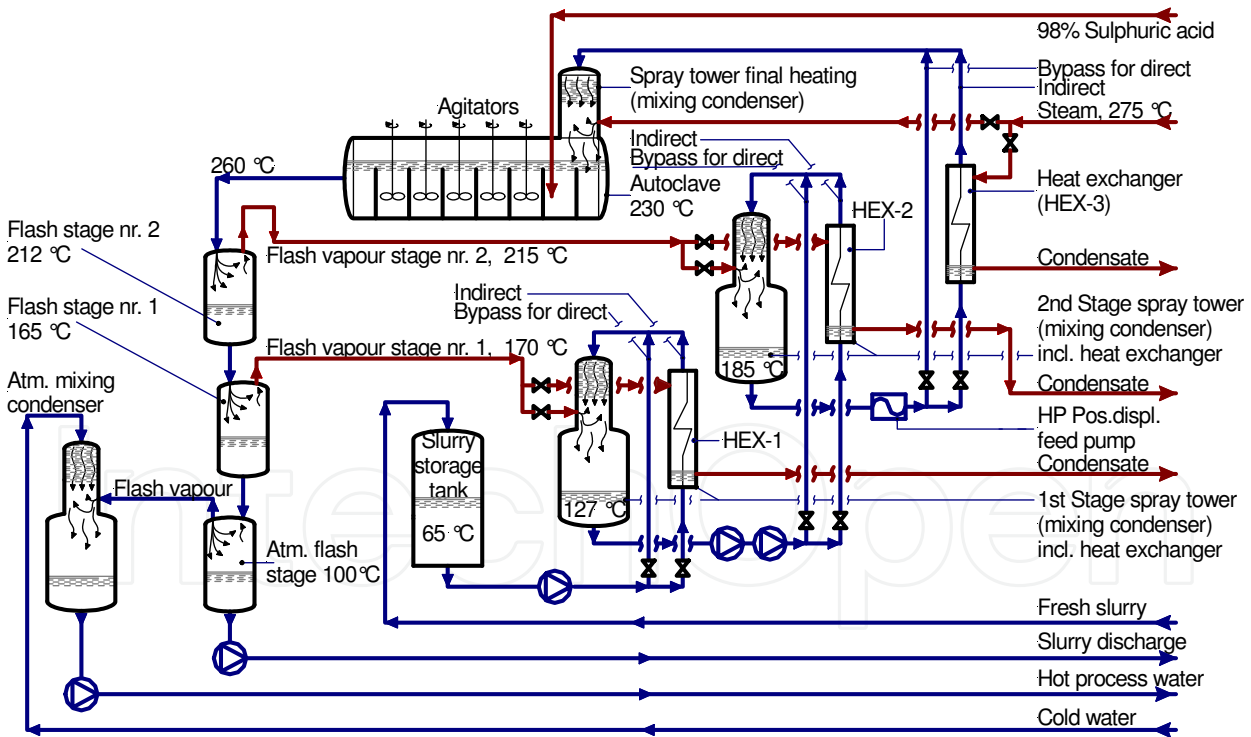 98% Sulphuric acid
Spray tower final heating
(mixing condenser)
Bypass for direct
Indirect
Steam, 275 °C
Agitators
Indirect
Bypass for direct
260 °C
Autoclave
230 °C
Heat exchanger
(HEX-3)
HEX-2
Flash stage nr. 2
212 °C
Flash vapour stage nr. 2, 215 °C
Condensate
Flash stage nr. 1
165 °C
Indirect
Bypass for direct
2nd Stage spray tower
(mixing condenser)
incl. heat exchanger
Flash vapour stage nr. 1, 170 °C
185 °C
Atm. mixing
condenser
Condensate
HP Pos.displ.
feed pump
Slurry
storage
tank
65 °C
HEX-1
Condensate
Flash vapour
127 °C
1st Stage spray tower
(mixing condenser)
incl. heat exchanger
Atm. flash
stage 100°C
Fresh slurry
Slurry discharge
Hot process water
Cold water
IntechOpen